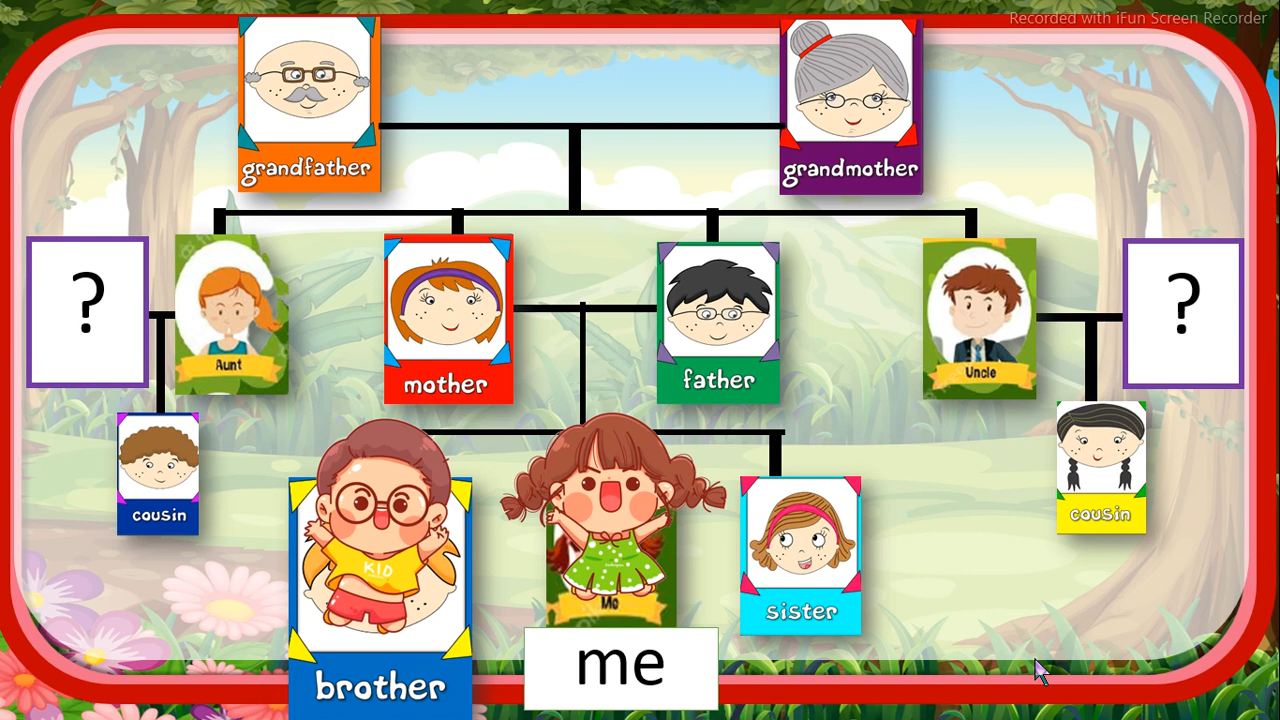 Recorded with iFun Screen Recorder
grandfather
grandmother
?
Aunt
mother
father
Uncle
?
cousin
KID
brother
Me
me
sister
cousin